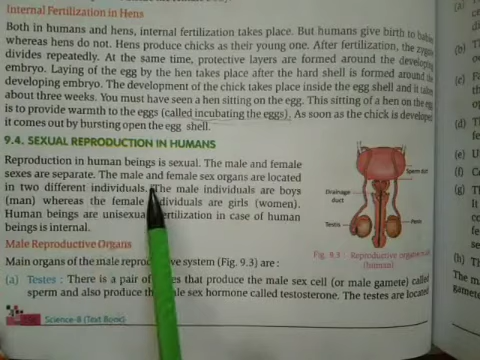 Internal Fertilization in Hens
Both in humans and hens, internal fertilization takes place. But humans give birth to babies
whereas hens do not. Hens produce chicks as their young one. After fertilization, the zygote
divides repeatedly. At the same time, protective layers are formed around the developing
embryo. Laying of the egg by the hen takes place after the hard shell is formed around the
developing embryo. The development of the chick takes place inside the egg shell and it takes
about three weeks. You must have seen a hen sitting on the egg. This sitting of a hen on the egg
is to provide warmth to the eggs (called incubating the eggs). As soon as the chick is developed
it comes out by bursting open the egg shell.
9.4. SEXUAL REPRODUCTION IN HUMANS
Reproduction in human beings is sexual. The male and female
sexes are separate. The male and female sex organs are located
in two different individuals. The male individuals are boys
(man) whereas the female individuals are girls (women).
Human beings are unisexual. Fertilization in case of human
beings is internal.
Sperm duct
Drainage
duct
Testis
Penis
Fig. 9.3
Reproductive organs
(human)
Male Reproductive Organs
Main organs of the male reproductive system (Fig. 9.3) are :
(a) Testes : There is a pair of that produce the male sex cell (or male gamete) called
sperm and also produce the male sex hormone called testosterone. The testes are located
Science-8 (Text Book)
(b)
(c)
(d)
(e)
(f)
(g)
(h)